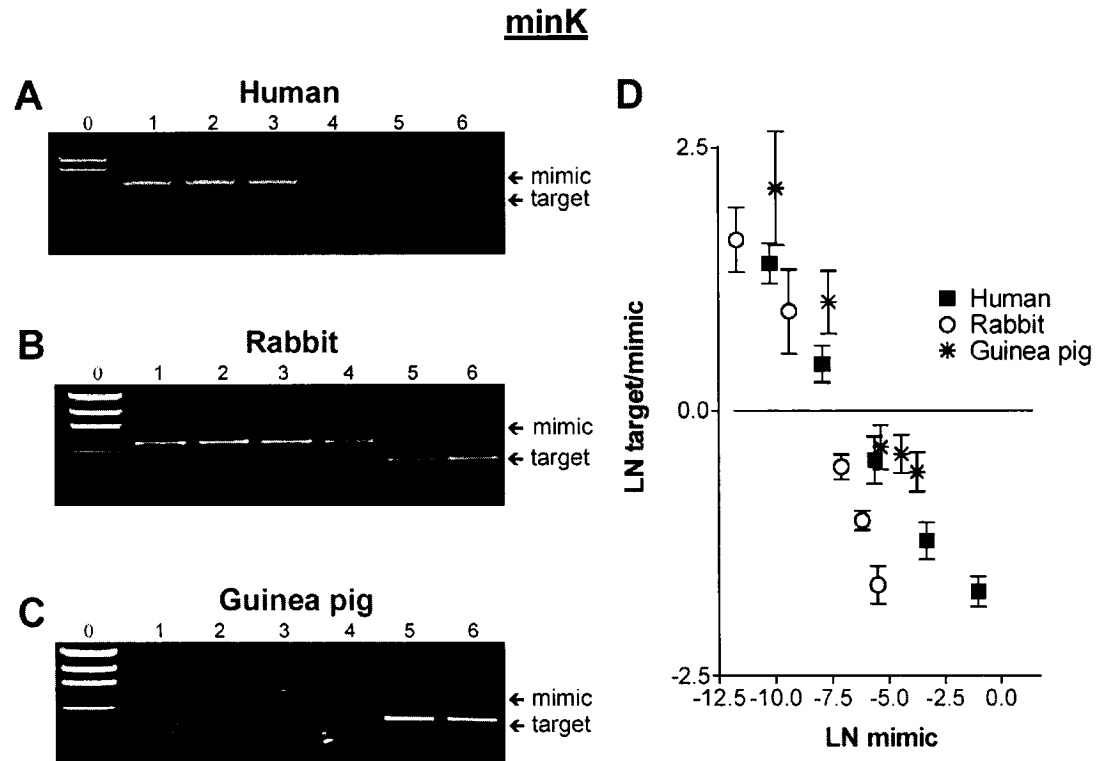 minK
A
Human
0 1 2 3 4 5 6
← mimic
← target
B
Rabbit
0 1 2 3 4 5 6
← mimic
← target
C
Guinea pig
0 1 2 3 4 5 6
← mimic
← target
D
2.5
0.0
-2.5
LN target/mimic
Human
Rabbit
Guinea pig
-12.5 -10.0 -7.5 -5.0 -2.5 0.0
LN mimic